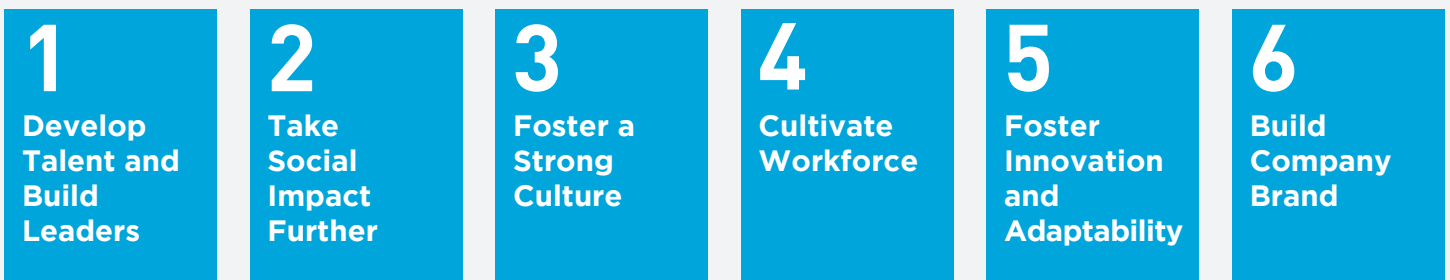 1
Develop
Talent and
Build
Leaders
2
Take
Social
Impact
Further
3
Foster a
Strong
Culture
4
Cultivate
Workforce
5
Foster
Innovation
and
Adaptability
6
Build
Company
Brand